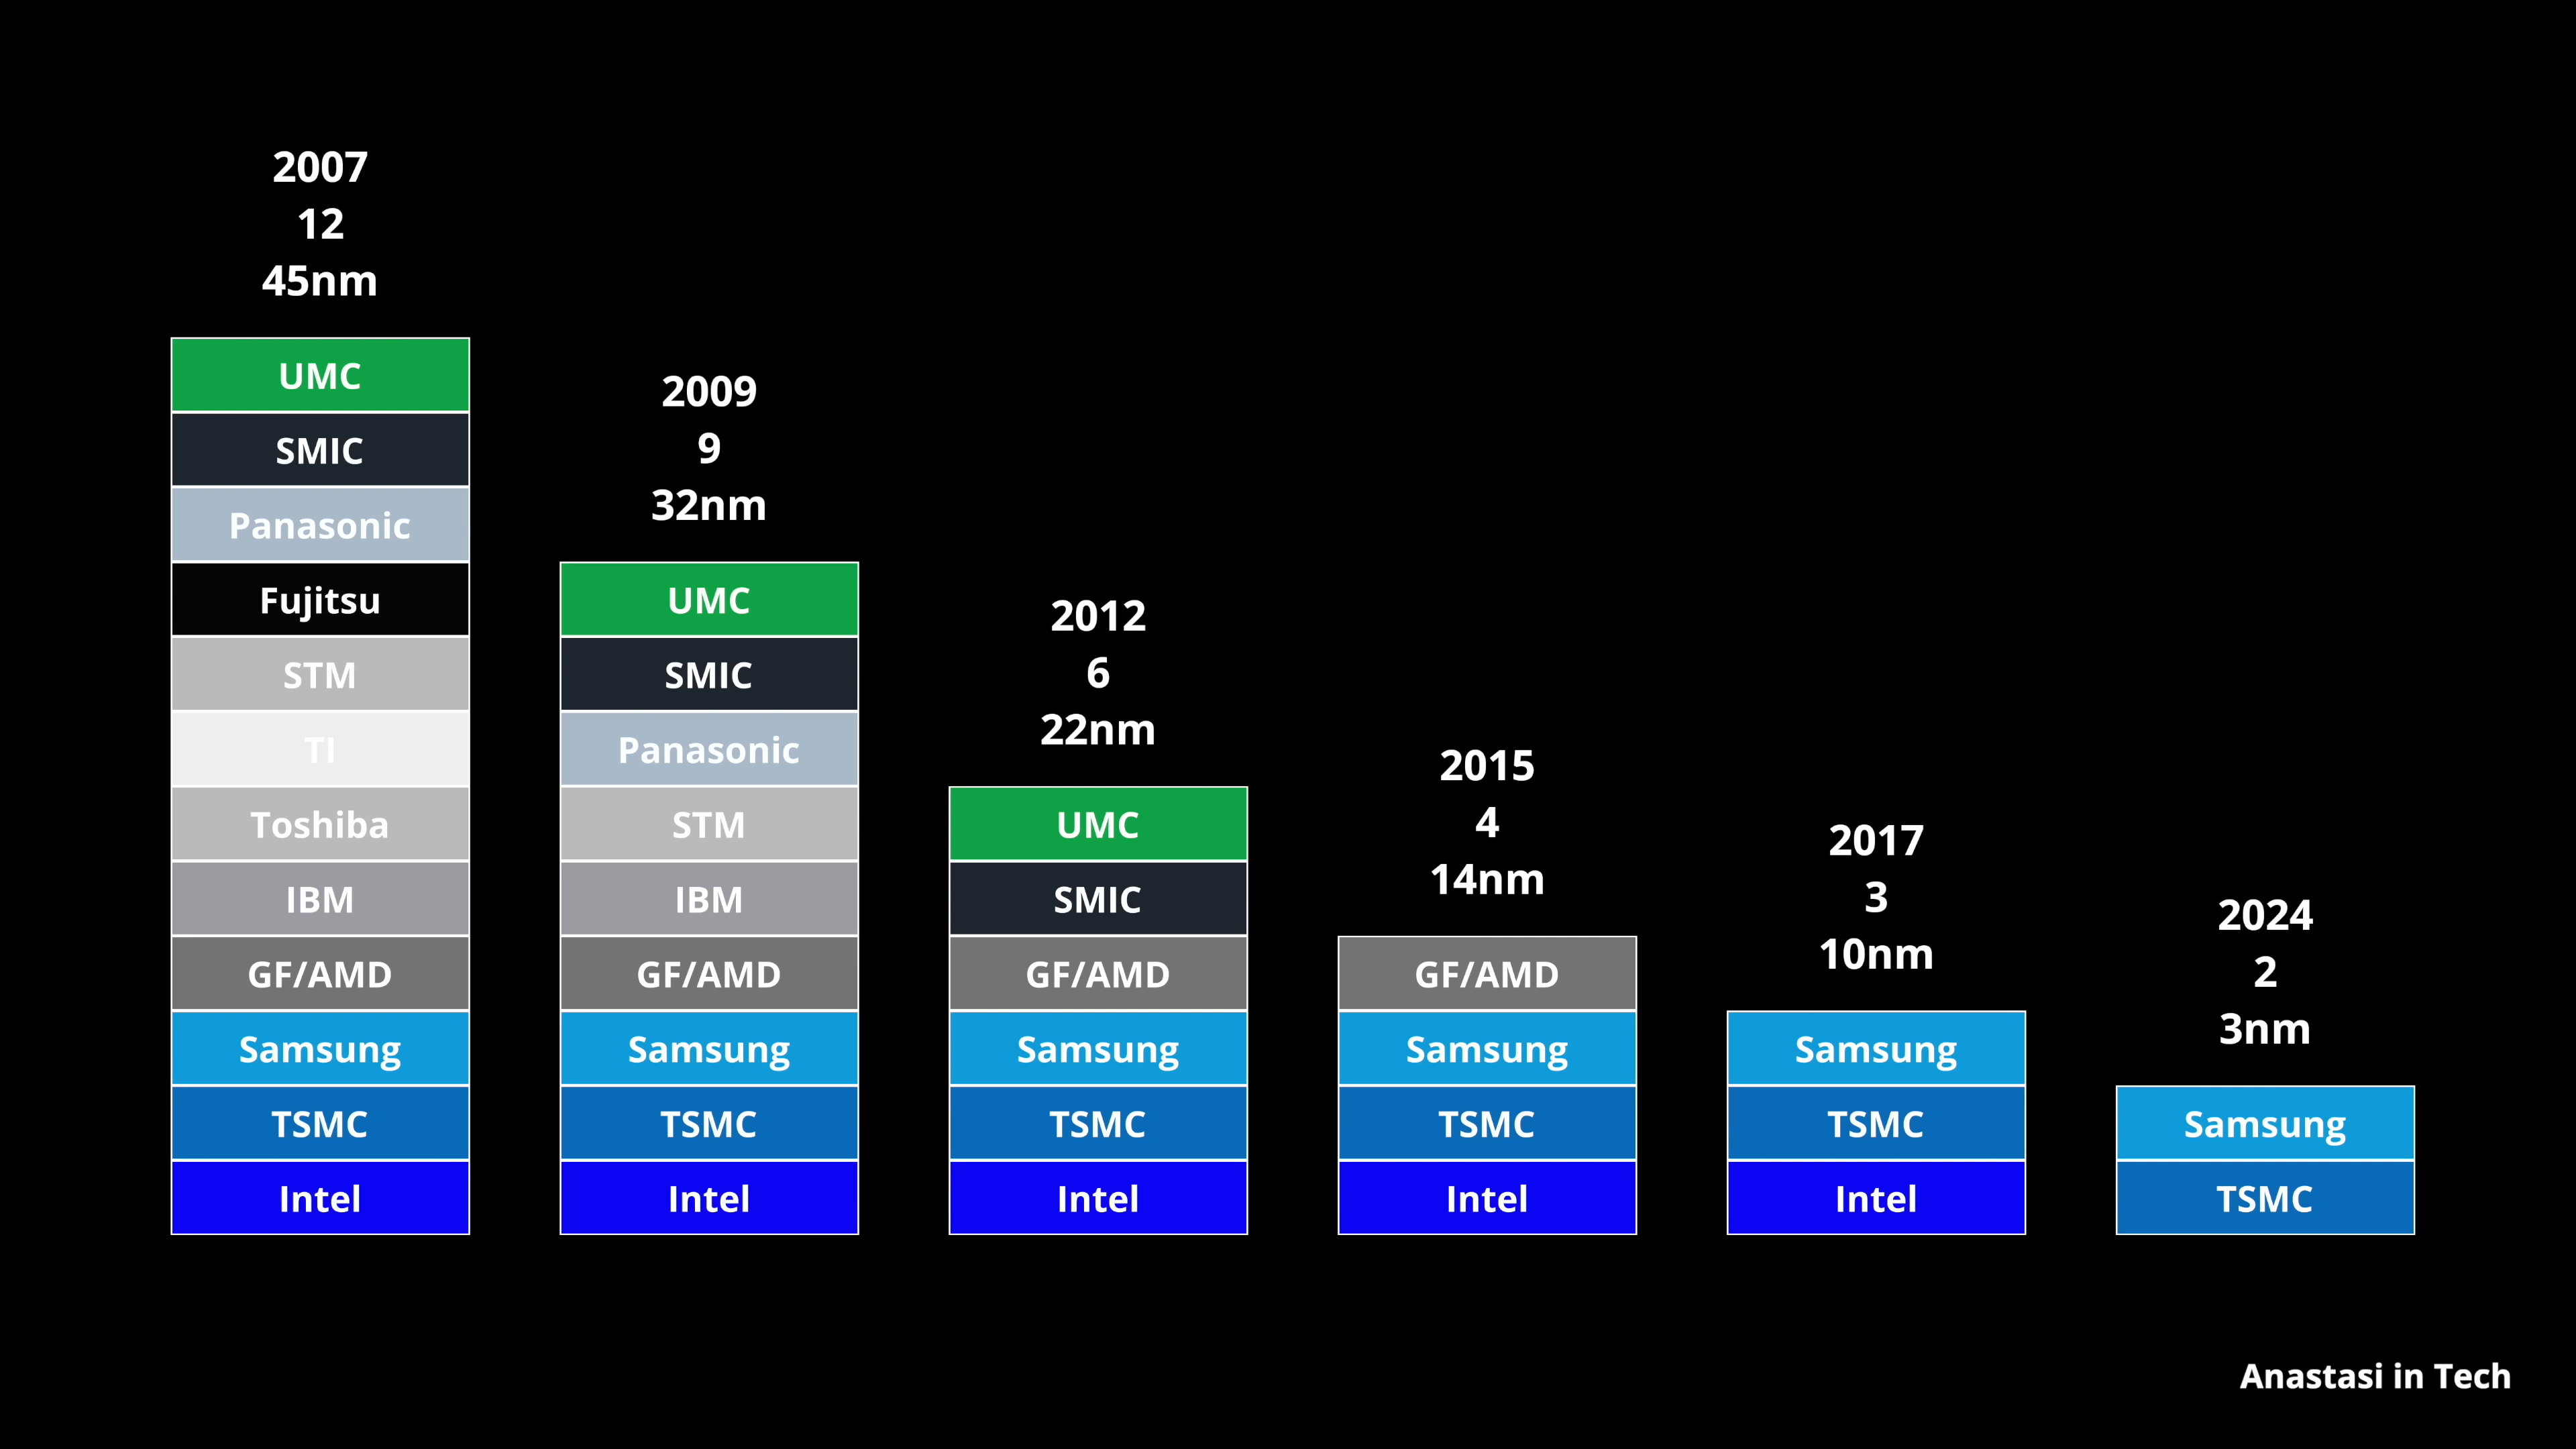 2007
12
45nm
UMC
SMIC
Panasonic
Fujitsu
STM
TI
Toshiba
IBM
GF/AMD
Samsung
TSMC
Intel
2009
9
32nm
UMC
SMIC
Panasonic
STM
IBM
GF/AMD
Samsung
TSMC
Intel
2012
6
22nm
UMC
SMIC
GF/AMD
Samsung
TSMC
Intel
2015
4
14nm
GF/AMD
Samsung
TSMC
Intel
2017
3
10nm
Samsung
TSMC
Intel
2024
2
3nm
Samsung
TSMC
Anastasi in Tech